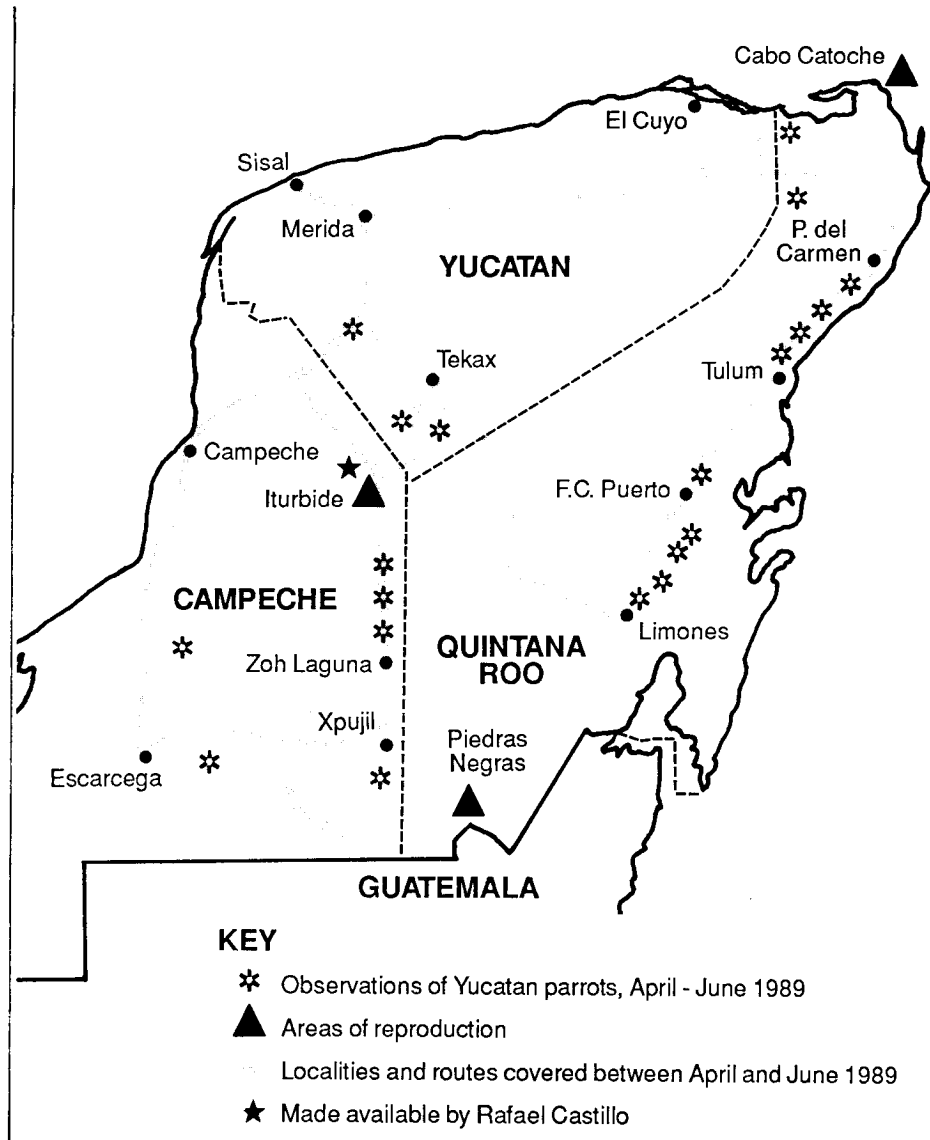 Cabo Catoche
El Cuyo
Sisal
Merida
P. del
Carmen
YUCATAN
Tekax
Tulum
Campeche
Iturbide
F.C. Puerto
CAMPECHE
Limones
QUINTANA
ROO
Zoh Laguna
Xpujil
Piedras
Negras
Escarcega
GUATEMALA
KEY
Observations of Yucatan parrots, April - June 1989
Areas of reproduction
Localities and routes covered between April and June 1989
Made available by Rafael Castillo